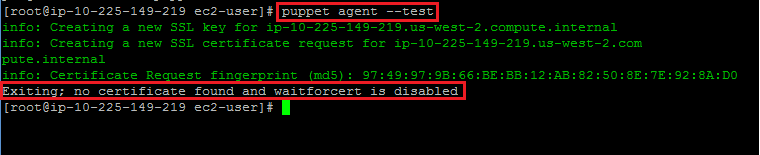 [root@ip-10-225-149-219 ec2-user]# puppet agent --test
info: Creating a new SSL key for ip-10-225-149-219.us-west-2.compute.internal
info: Creating a new SSL certificate request for ip-10-225-149-219.us-west-2.com
pute.internal
info: Certificate Request fingerprint (md5): 97:49:97:9B:66:BE:BB:12:AB:82:50:8E:7E:92:8A:D0
Exiting; no certificate found and waitforcert is disabled
[root@ip-10-225-149-219 ec2-user]#